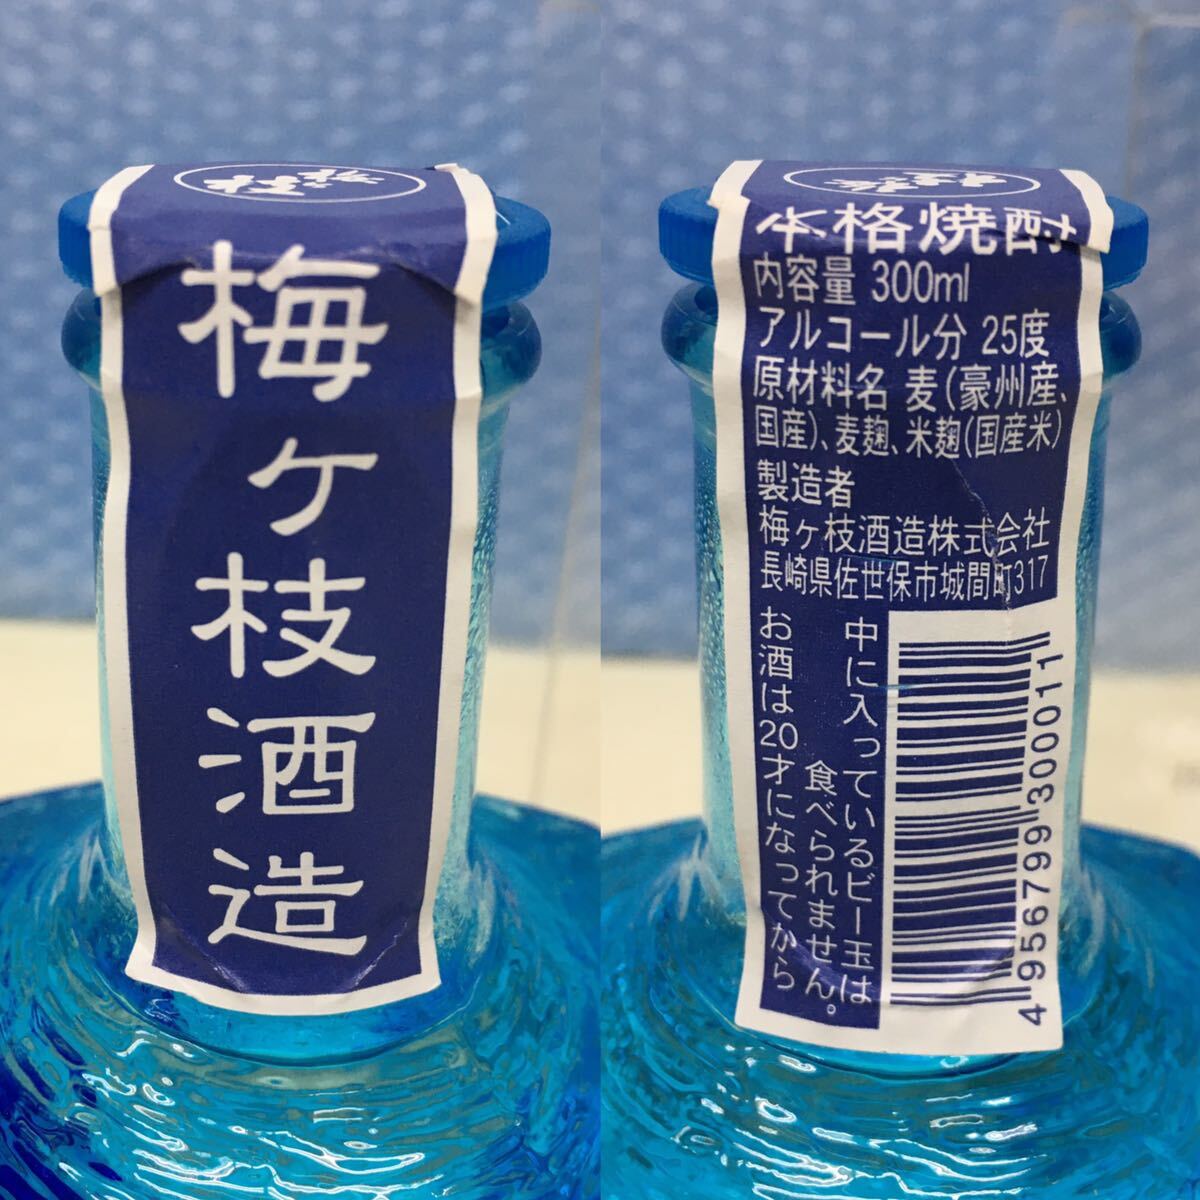 梅ヶ枝酒造
本格焼酎
内容量 300ml
アルコール分 25度
原材料名 麦(豪州産、
国産)、麦麹、米麹(国産米)
製造者
梅ヶ枝酒造株式会社
長崎県佐世保市城間町317
中に入っているビー玉は
食べられません。
お酒は20才になってから
4956799300011